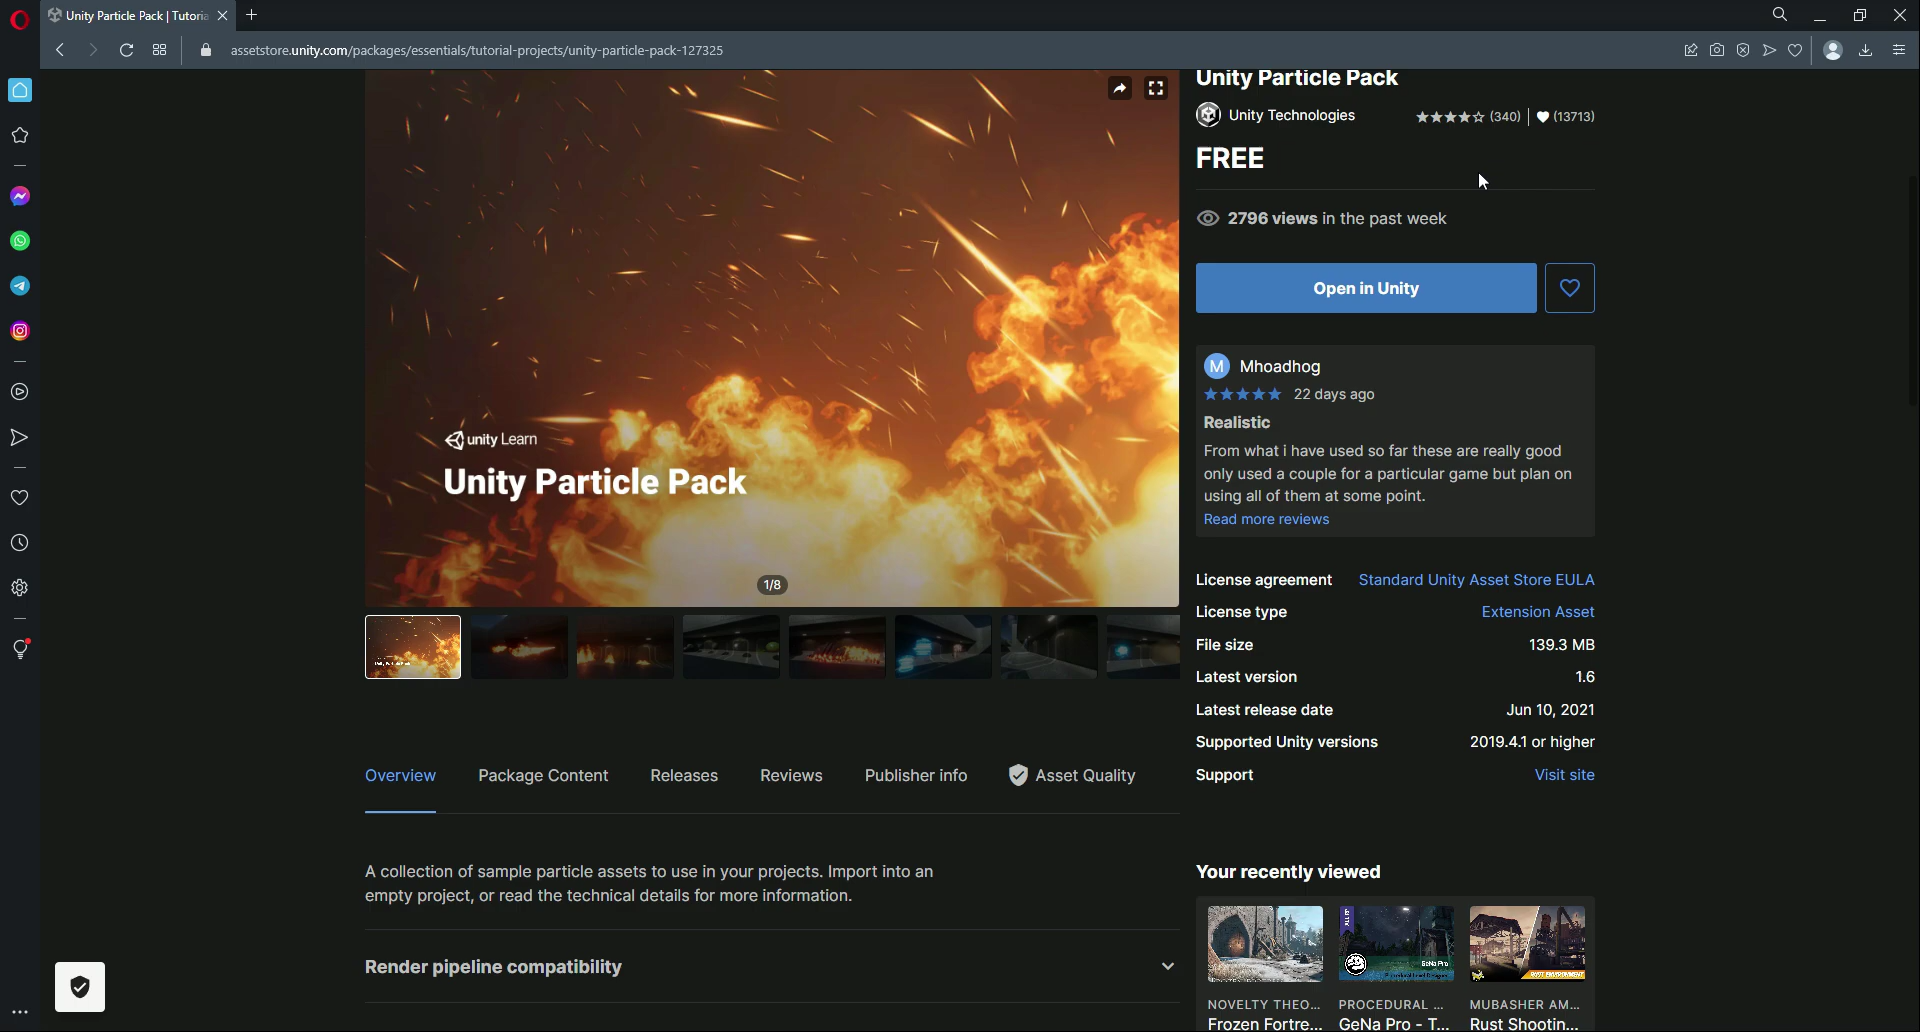 Unity Particle Pack | Tutoria
assetstore.unity.com/packages/essentials/tutorial-projects/unity-particle-pack-127325
unity Learn
Unity Particle Pack
1/8
Overview
Package Content
Releases
Reviews
Publisher info
Asset Quality
A collection of sample particle assets to use in your projects. Import into an
empty project, or read the technical details for more information.
Render pipeline compatibility
Unity Particle Pack
Unity Technologies
(340)
(13713)
FREE
2796 views in the past week
Open in Unity
M Mhoadhog
22 days ago
Realistic
From what i have used so far these are really good
only used a couple for a particular game but plan on
using all of them at some point.
Read more reviews
License agreement Standard Unity Asset Store EULA
License type Extension Asset
File size 139.3 MB
Latest version 1.6
Latest release date Jun 10, 2021
Supported Unity versions 2019.4.1 or higher
Support Visit site
Your recently viewed
GeNa Pro
RUST ENVIRONMENT
NOVELTY THEO...
Frozen Fortre...
PROCEDURAL ...
GeNa Pro - T...
MUBASHER AM...
Rust Shootin...